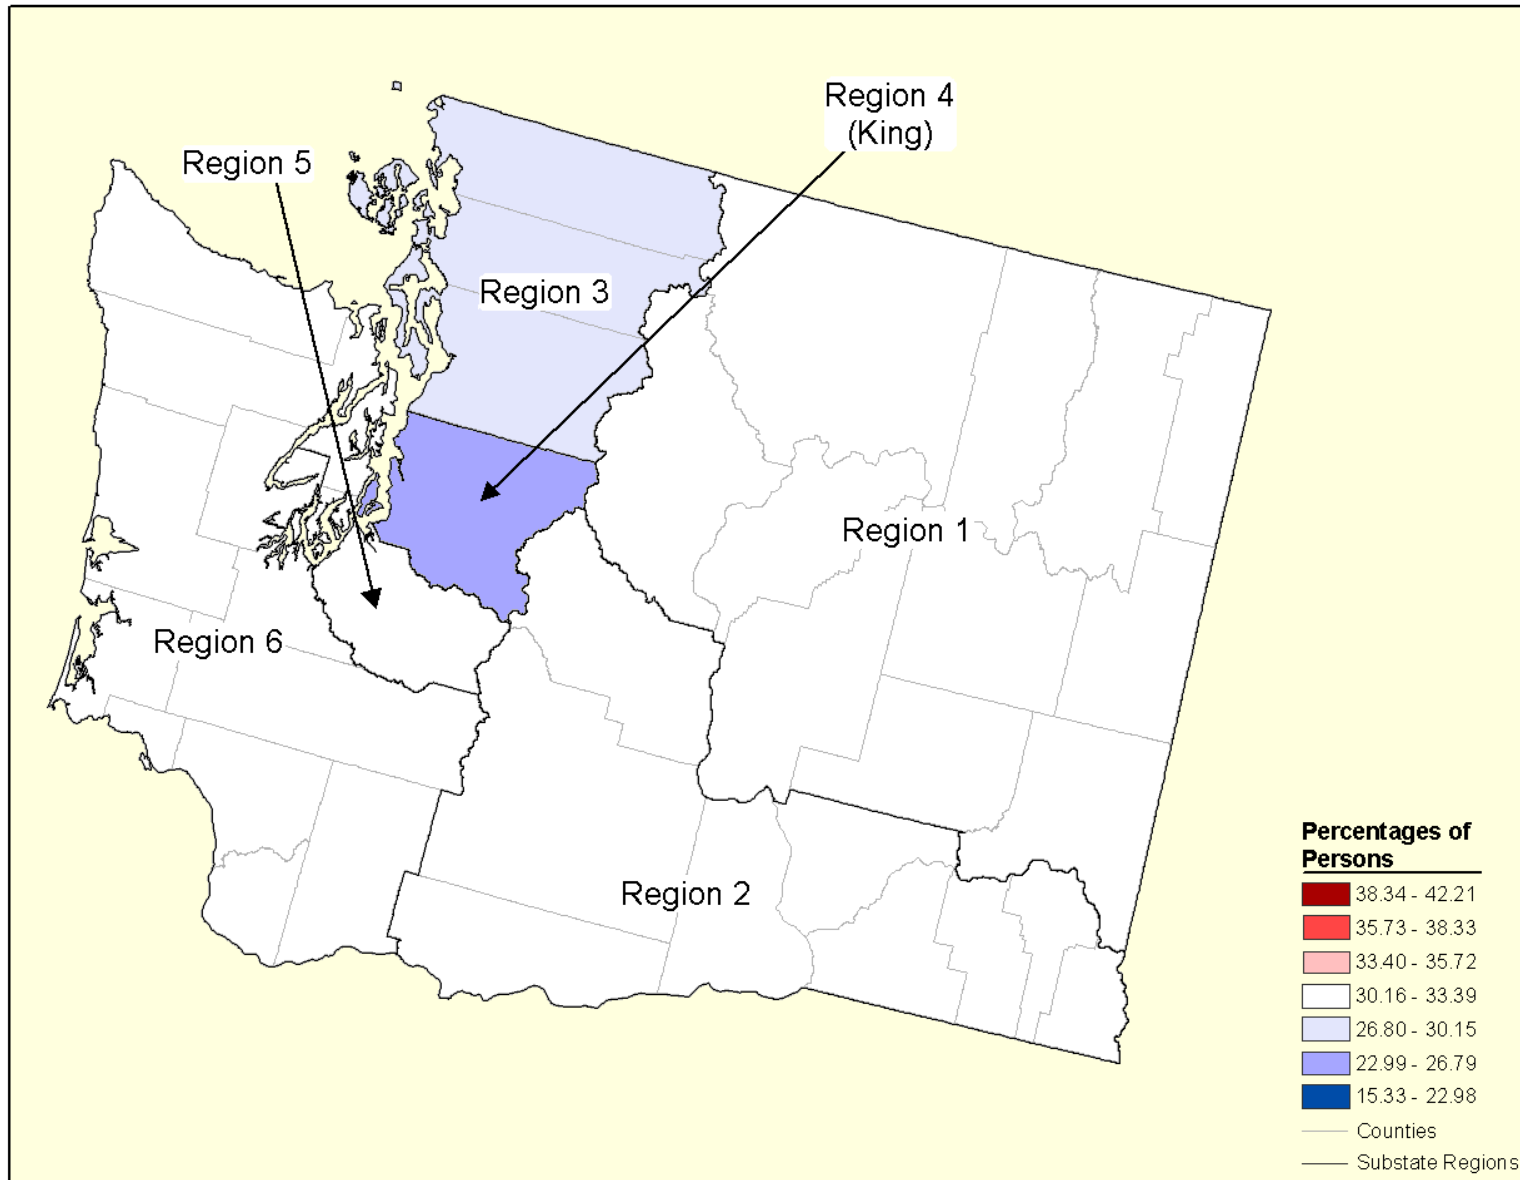 Region 4
(King)
Region 5
Region 3
Region 1
Region 6
Region 2
Percentages of
Persons
38.34 - 42.21
35.73 - 38.33
33.40 - 35.72
30.16 - 33.39
26.80 - 30.15
22.99 - 26.79
15.33 - 22.98
Counties
Substate Regions